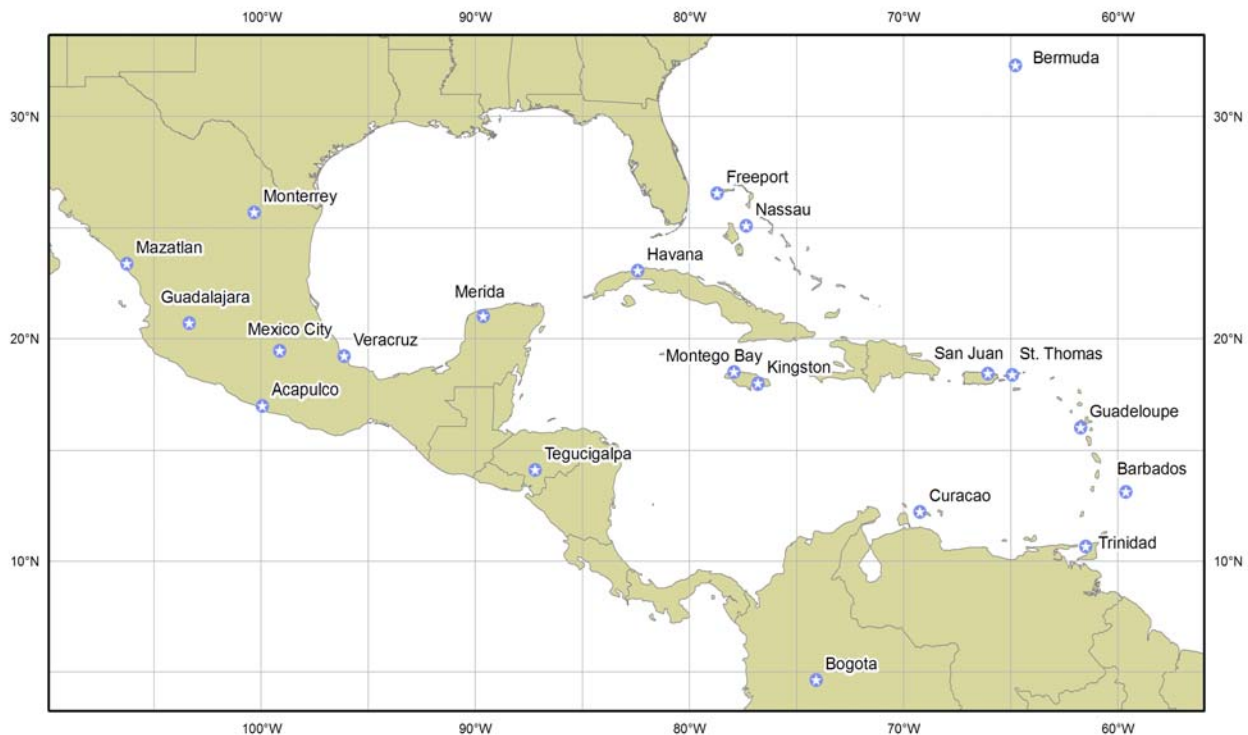 100°W 90°W 80°W 70°W 60°W
Bermuda
30°N 30°N
Freeport
Monterrey
Nassau
Mazatlan
Havana
Guadalajara
Merida
Mexico City
Veracruz
20°N 20°N
Montego Bay
San Juan
St. Thomas
Kingston
Acapulco
Guadeloupe
Tegucigalpa
Barbados
Curacao
Trinidad
10°N 10°N
Bogota
100°W 90°W 80°W 70°W 60°W